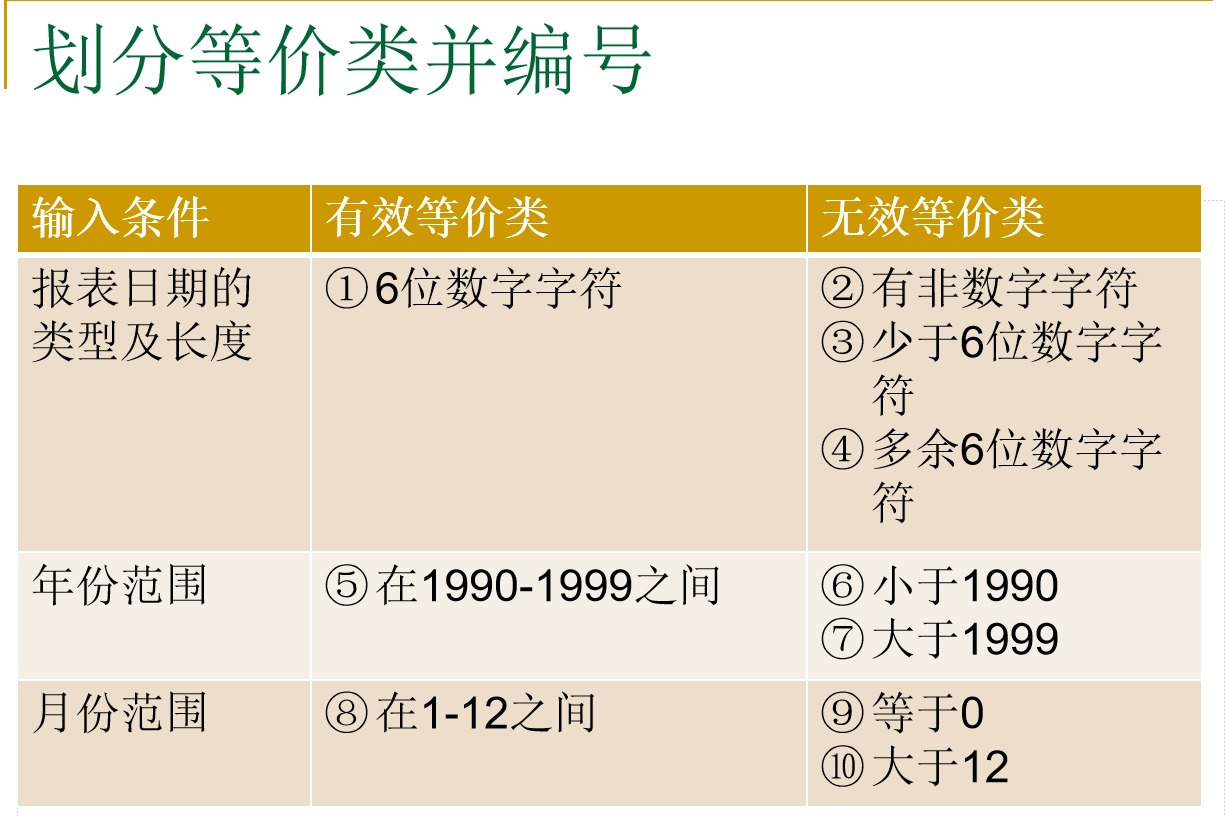 划分等价类并编号
输入条件
有效等价类
无效等价类
报表日期的
类型及长度
①6位数字字符
②有非数字字符
③少于6位数字字
符
④多余6位数字字
符
年份范围
⑤在1990-1999之间
⑥小于1990
⑦大于1999
月份范围
⑧在1-12之间
⑨等于0
⑩大于12